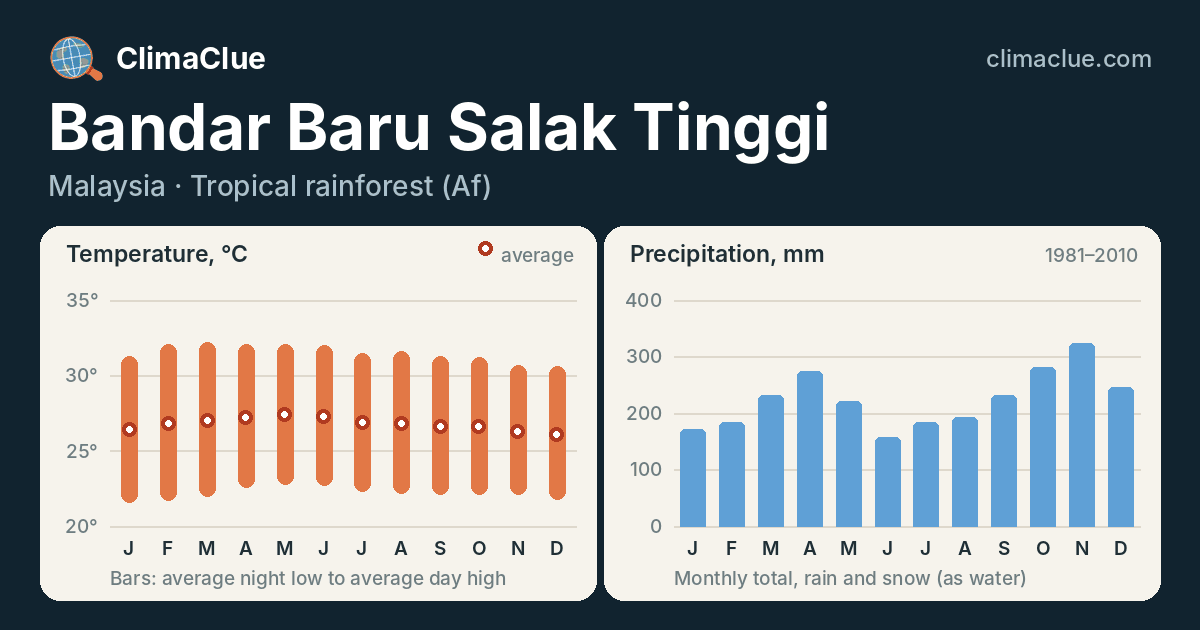 ClimaClue
climaclue.com
Bandar Baru Salak Tinggi
Malaysia · Tropical rainforest (Af)
Temperature, °C
average
35°
30°
25°
20°
J F M A M J J A S O N D
Bars: average night low to average day high
Precipitation, mm
1981–2010
400
300
200
100
0
J F M A M J J A S O N D
Monthly total, rain and snow (as water)